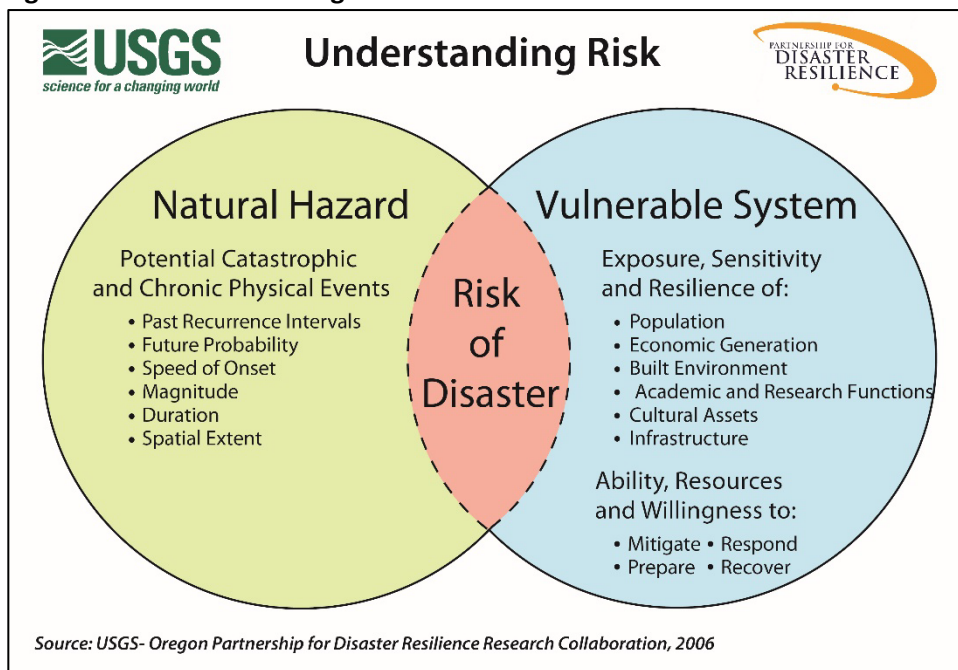 USGS
science for a changing world
Understanding Risk
PARTNERSHIP FOR
DISASTER
RESILIENCE
Natural Hazard
Potential Catastrophic
and Chronic Physical Events
• Past Recurrence Intervals
• Future Probability
• Speed of Onset
• Magnitude
• Duration
• Spatial Extent
Risk
of
Disaster
Vulnerable System
Exposure, Sensitivity
and Resilience of:
• Population
• Economic Generation
• Built Environment
• Academic and Research Functions
• Cultural Assets
• Infrastructure
Ability, Resources
and Willingness to:
• Mitigate • Respond
• Prepare • Recover
Source: USGS- Oregon Partnership for Disaster Resilience Research Collaboration, 2006